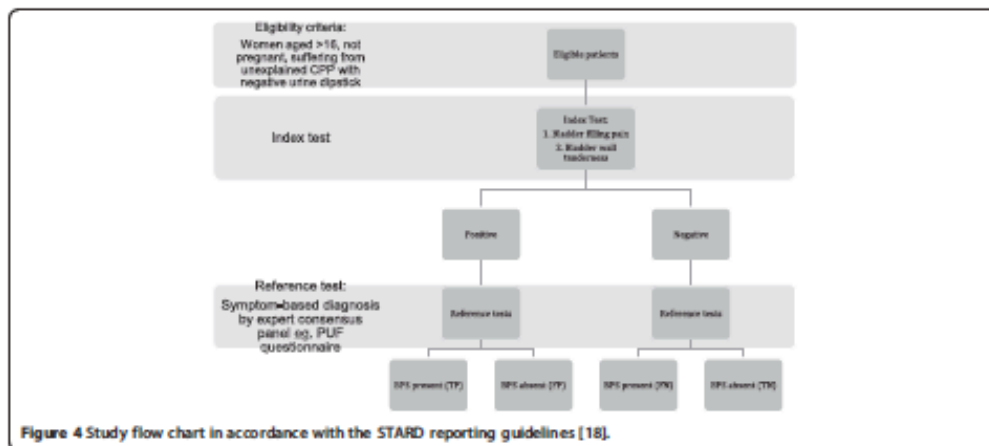 Eligibility criteria:
Women aged >16, not
pregnant, suffering from
unexplained CPP with
negative urine dipstick
Eligible patients
Index test
Index Test:
1. Bladder filling pain
2. Bladder wall
tenderness
Positive
Negative
Reference test:
Symptom-based diagnosis
by expert consensus
panel eg. PUF
questionnaire
Reference tests
Reference tests
BPS present (TP)
BPS absent (FP)
BPS present (FN)
BPS absent (TN)
Figure 4 Study flow chart in accordance with the STARD reporting guidelines [18].